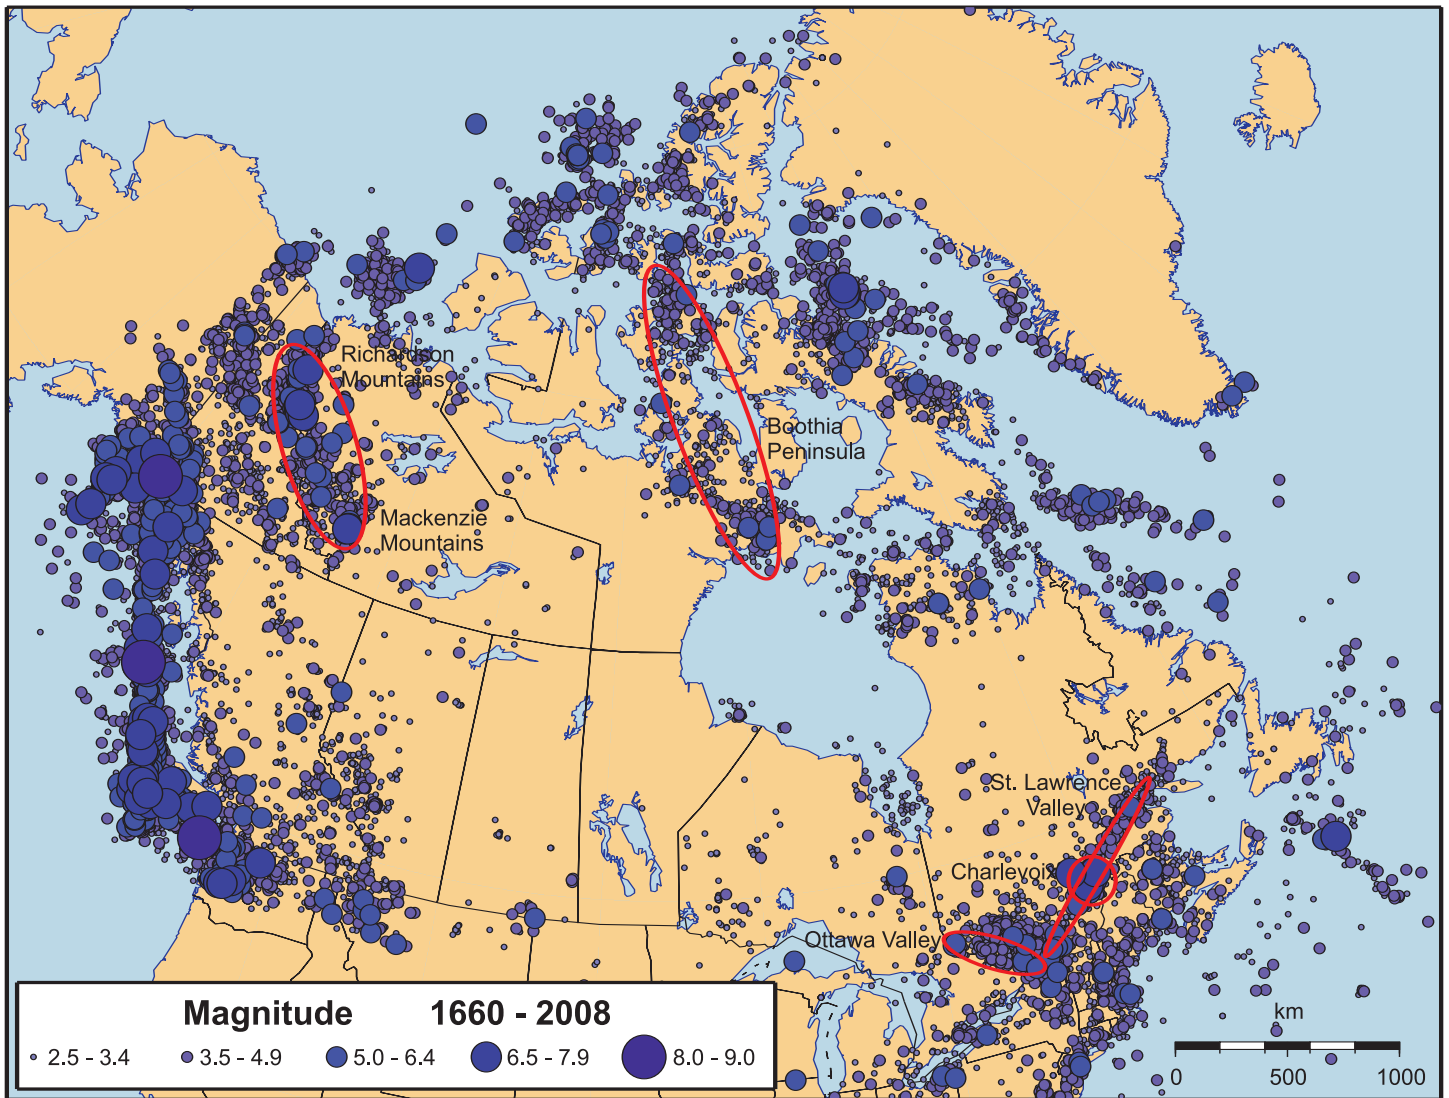 Richardson
Mountains
Boothia
Peninsula
Mackenzie
Mountains
St. Lawrence
Valley
Charlevoix
Ottawa Valley
Magnitude 1660 - 2008
2.5 - 3.4 3.5 - 4.9 5.0 - 6.4 6.5 - 7.9 8.0 - 9.0
km
0 500 1000